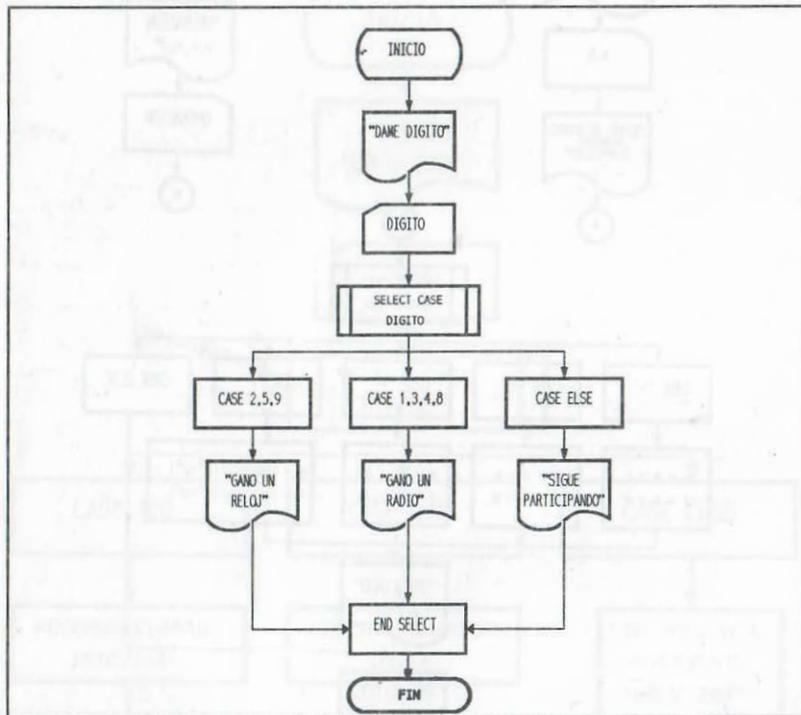 INICIO
"DAME DIGITO"
DIGITO
SELECT CASE
DIGITO
CASE 2,5,9
CASE 1,3,4,8
CASE ELSE
"GANO UN
RELOJ"
"GANO UN
RADIO"
"SIGUE
PARTICIPANDO"
END SELECT
FIN